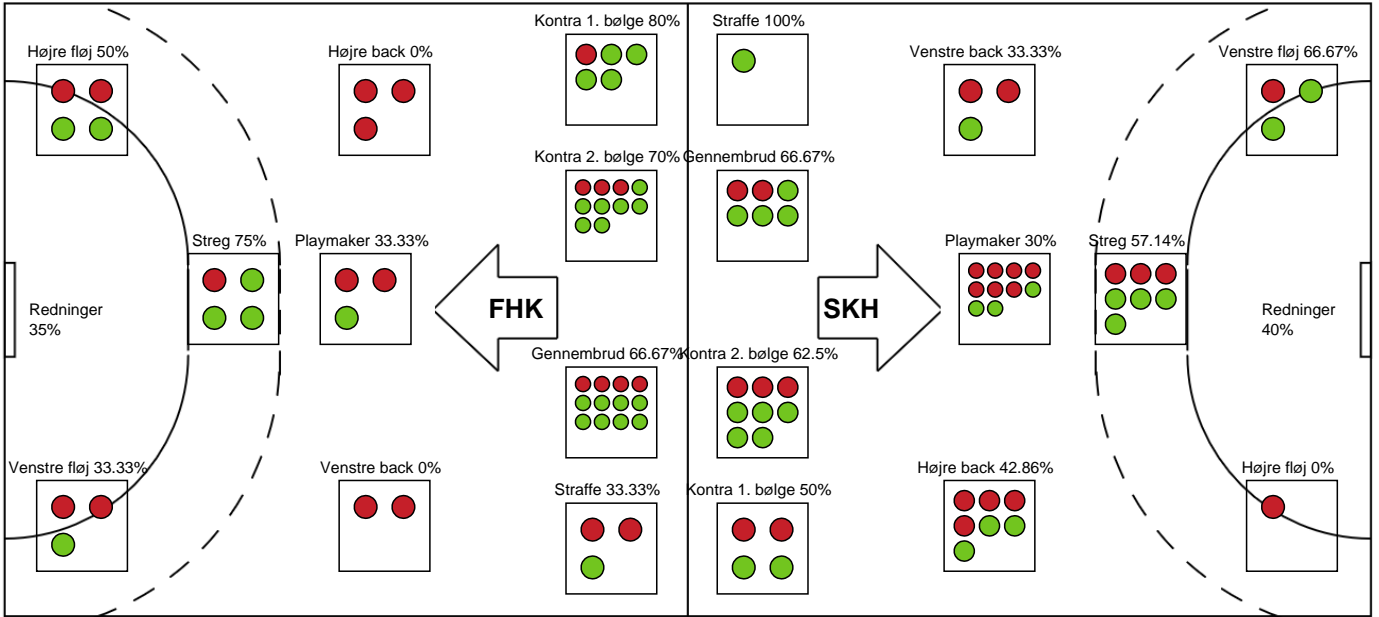 Kontra 1. bølge 80%
Straffe 100%
Højre fløj 50%
Højre back 0%
Venstre back 33.33%
Venstre fløj 66.67%
Kontra 2. bølge 70%
Gennembrud 66.67%
Streg 75%
Playmaker 33.33%
Playmaker 30%
Streg 57.14%
Redninger
35%
FHK
SKH
Redninger
40%
Gennembrud 66.67%
Kontra 2. bølge 62.5%
Venstre fløj 33.33%
Venstre back 0%
Højre back 42.86%
Højre fløj 0%
Straffe 33.33%
Kontra 1. bølge 50%